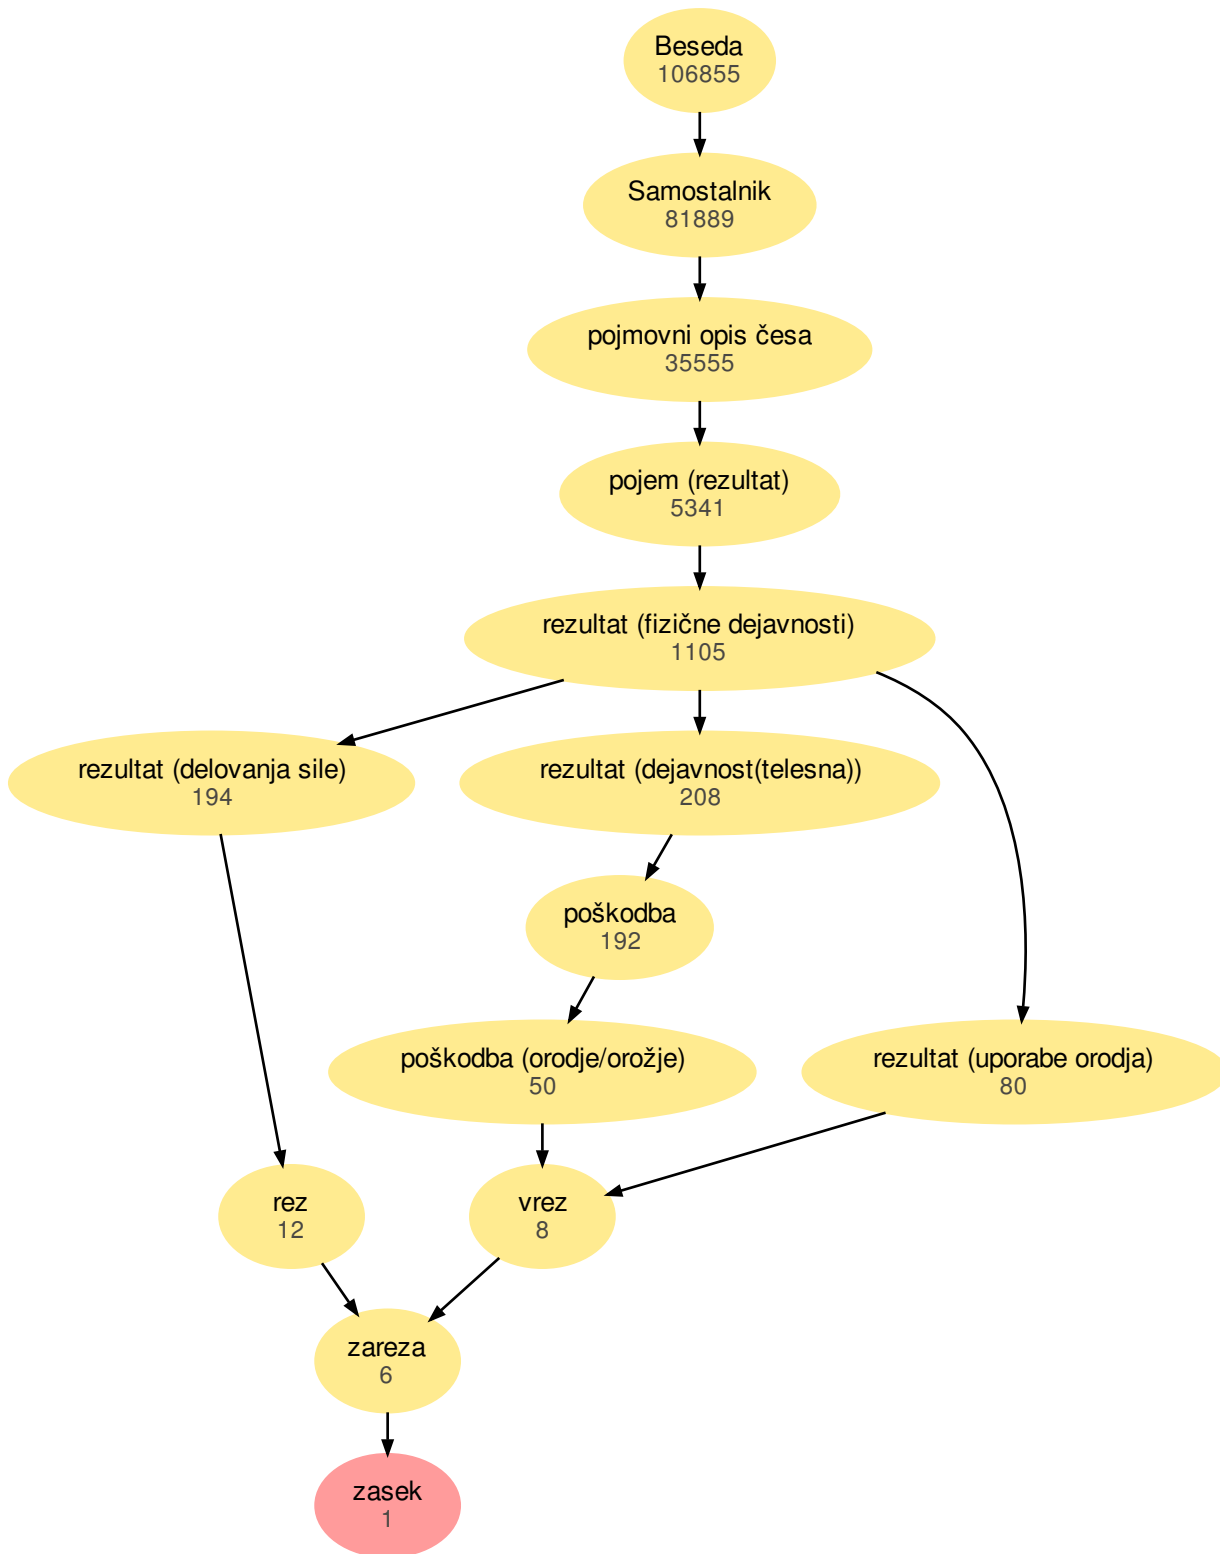 Beseda
106855
Samostalnik
81889
pojmovni opis česa
35555
pojem (rezultat)
5341
rezultat (fizične dejavnosti)
1105
rezultat (delovanja sile)
194
rezultat (dejavnost(telesna))
208
poškodba
192
poškodba (orodje/orožje)
50
rezultat (uporabe orodja)
80
rez
12
vrez
8
zareza
6
zasek
1